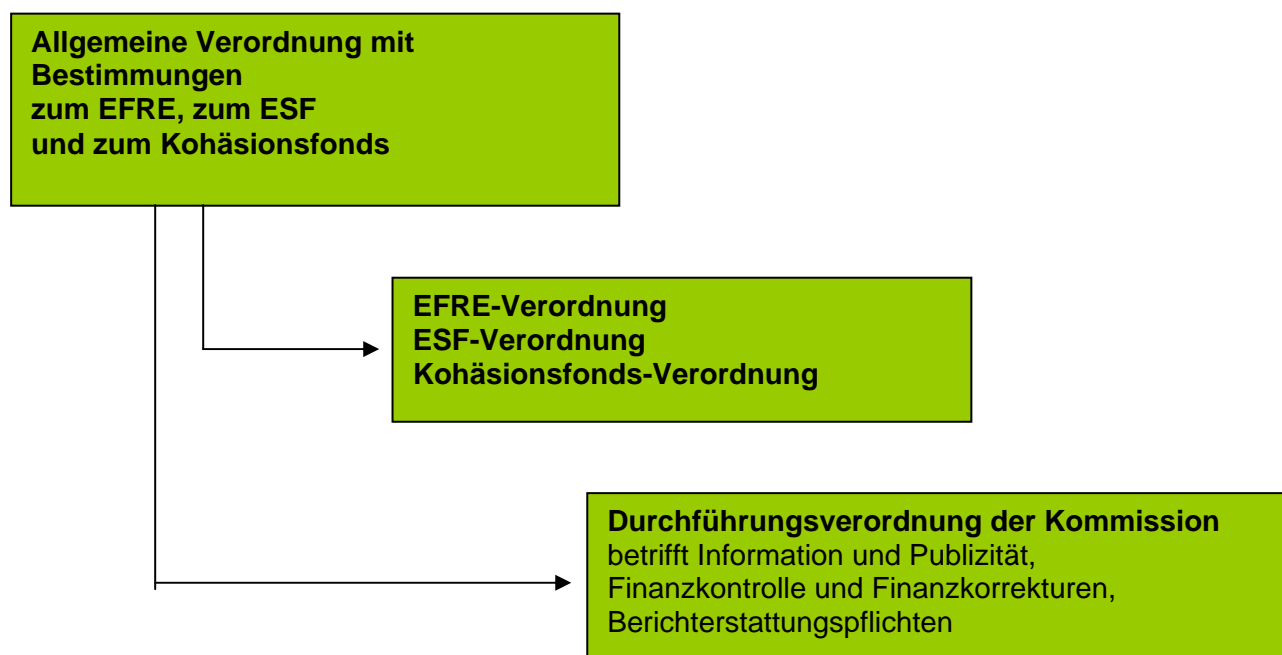 Allgemeine Verordnung mit
Bestimmungen
zum EFRE, zum ESF
und zum Kohäsionsfonds
EFRE-Verordnung
ESF-Verordnung
Kohäsionsfonds-Verordnung
Durchführungsverordnung der Kommission
betrifft Information und Publizität,
Finanzkontrolle und Finanzkorrekturen,
Berichterstattungspflichten